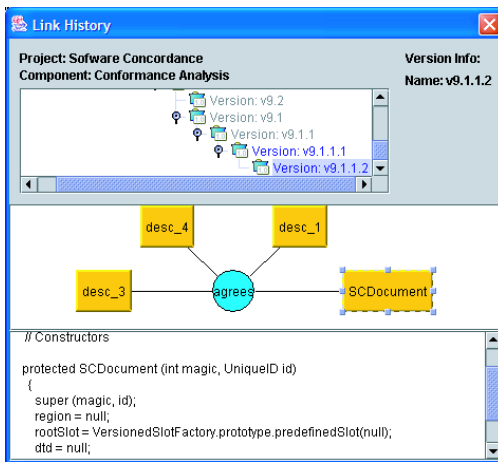 Link History
Project: Sofware Concordance
Component: Conformance Analysis
Version Info:
Name: v9.1.1.2
Version: v9.2
Version: v9.1
Version: v9.1.1
Version: v9.1.1.1
Version: v9.1.1.2
desc_4
desc_1
desc_3
agrees
SCDocument
// Constructors
protected SCDocument (int magic, UniqueID id)
{
super (magic, id);
region = null;
rootSlot = VersionedSlotFactory.prototype.predefinedSlot(null);
dtd = null;